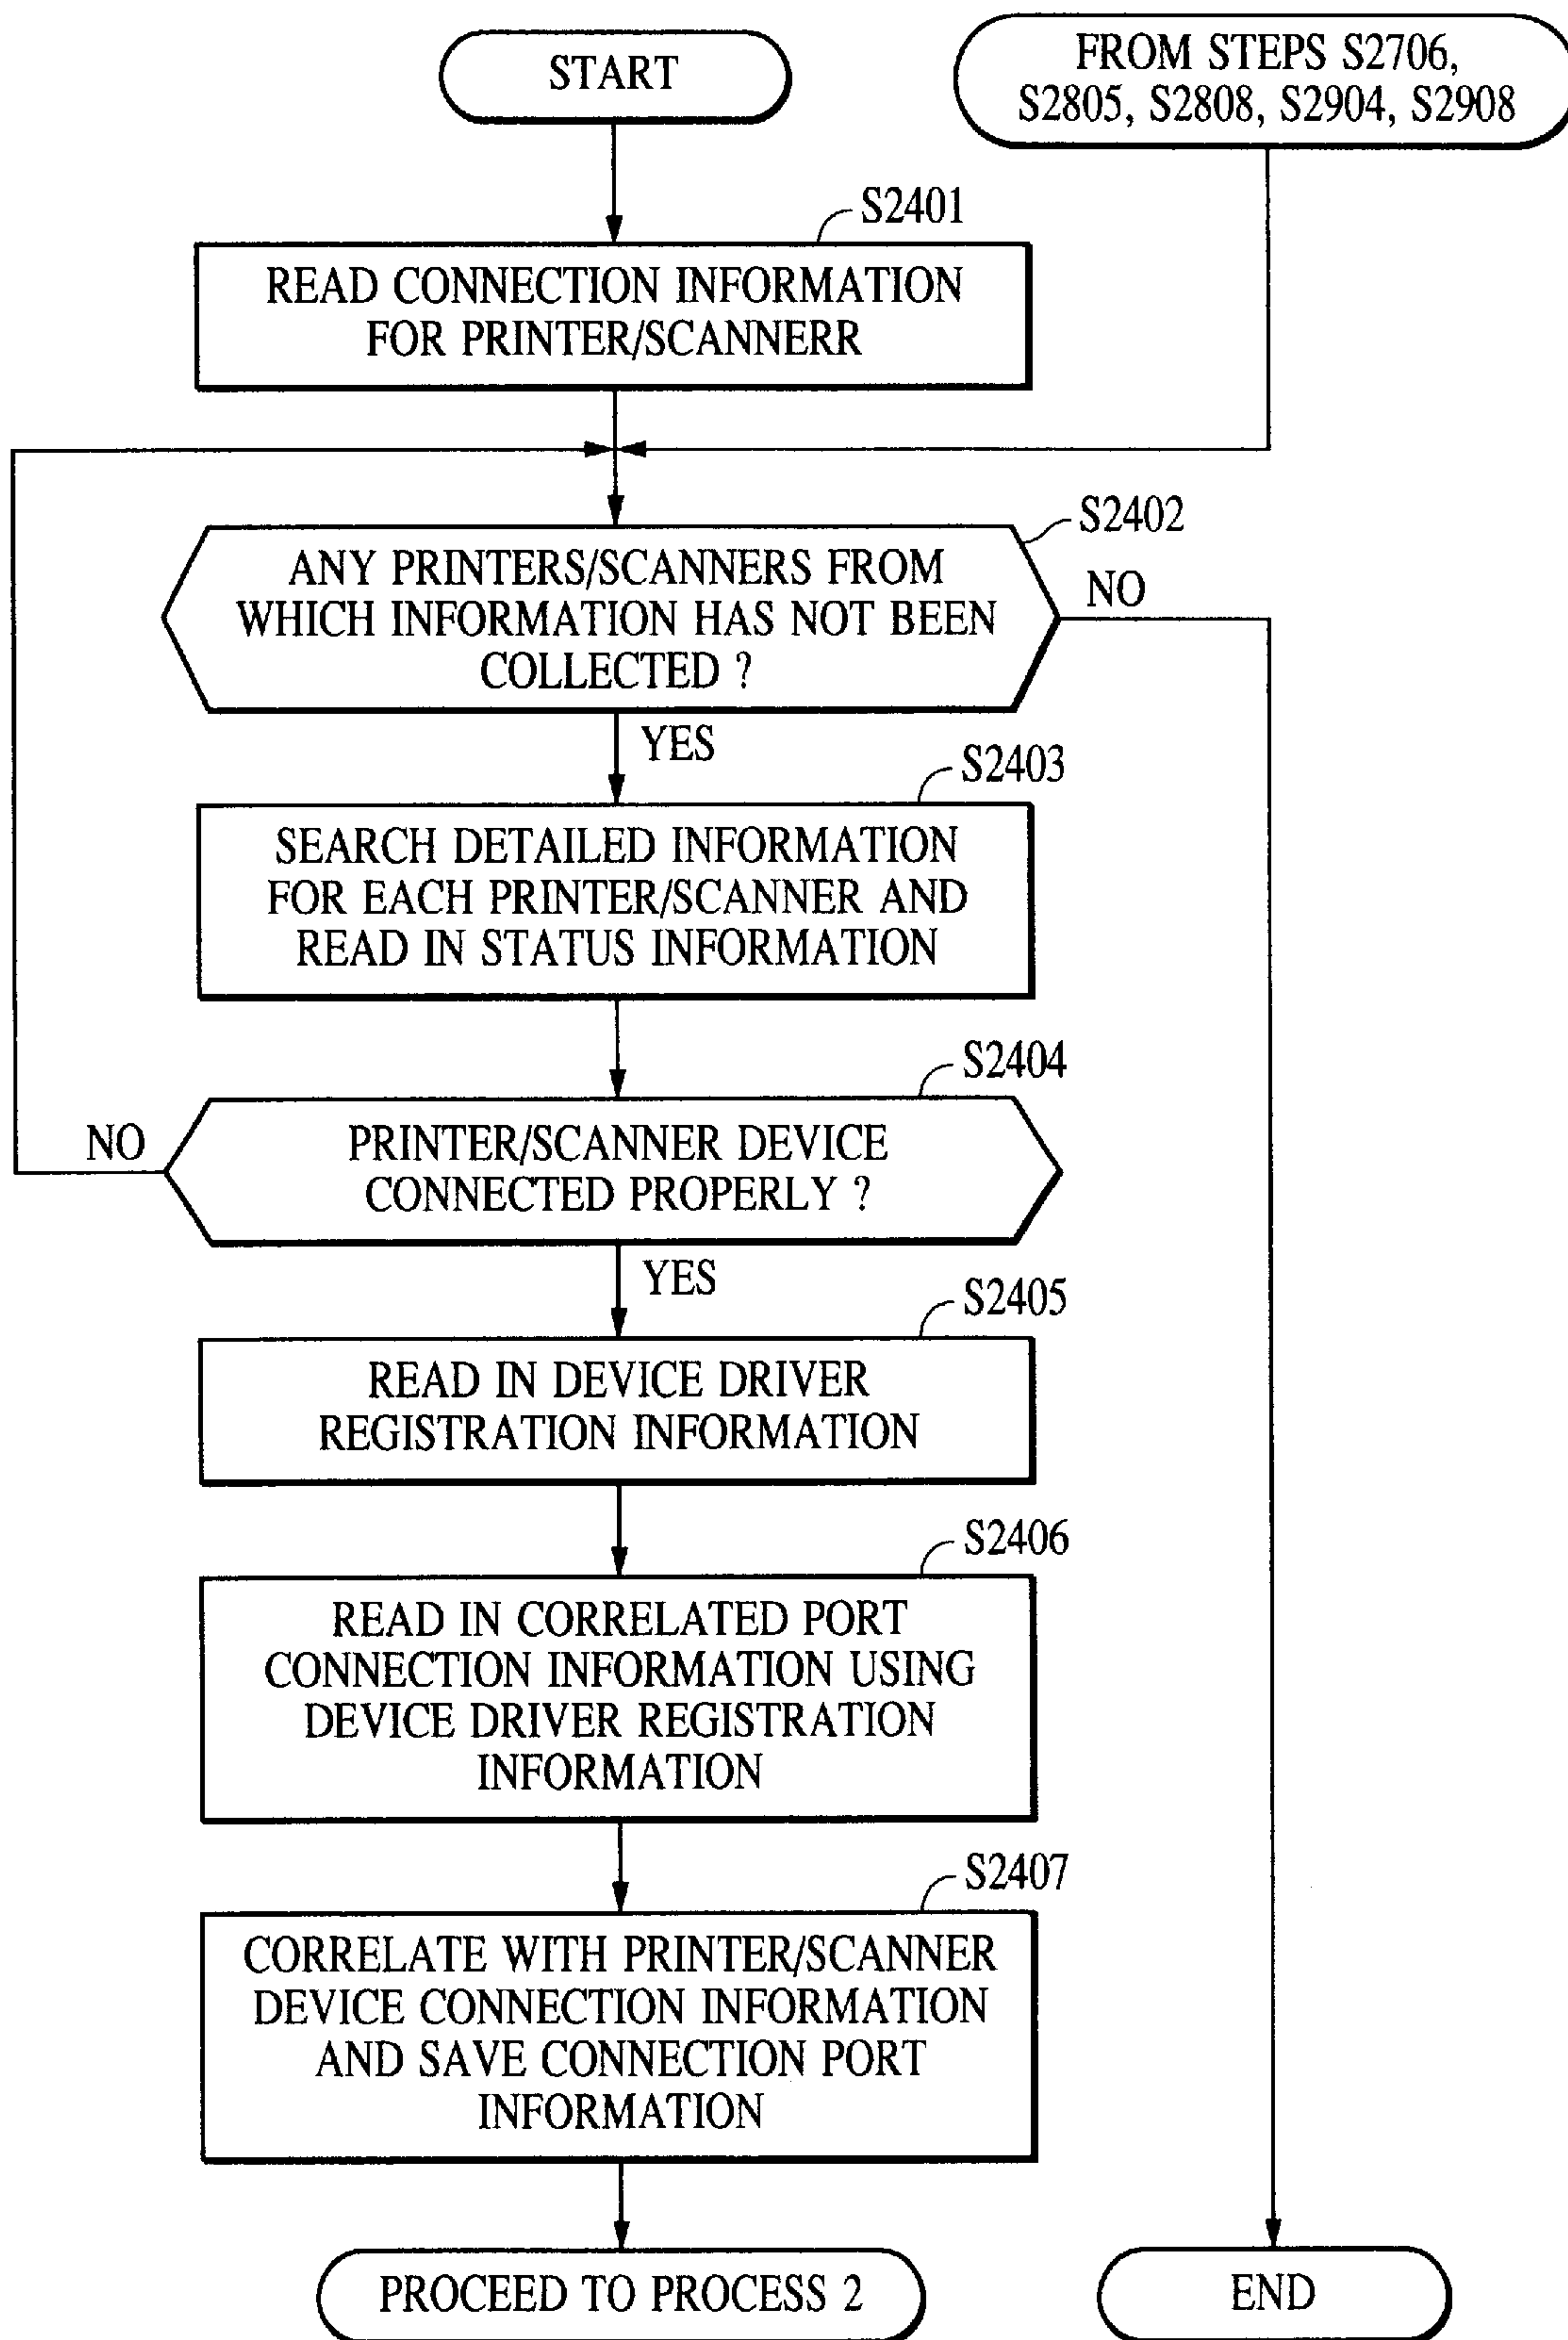 START
FROM STEPS S2706,
S2805, S2808, S2904, S2908
S2401
READ CONNECTION INFORMATION
FOR PRINTER/SCANNERR
S2402
ANY PRINTERS/SCANNERS FROM
WHICH INFORMATION HAS NOT BEEN
COLLECTED ?
NO
YES
S2403
SEARCH DETAILED INFORMATION
FOR EACH PRINTER/SCANNER AND
READ IN STATUS INFORMATION
S2404
NO
PRINTER/SCANNER DEVICE
CONNECTED PROPERLY ?
YES
S2405
READ IN DEVICE DRIVER
REGISTRATION INFORMATION
S2406
READ IN CORRELATED PORT
CONNECTION INFORMATION USING
DEVICE DRIVER REGISTRATION
INFORMATION
S2407
CORRELATE WITH PRINTER/SCANNER
DEVICE CONNECTION INFORMATION
AND SAVE CONNECTION PORT
INFORMATION
PROCEED TO PROCESS 2
END